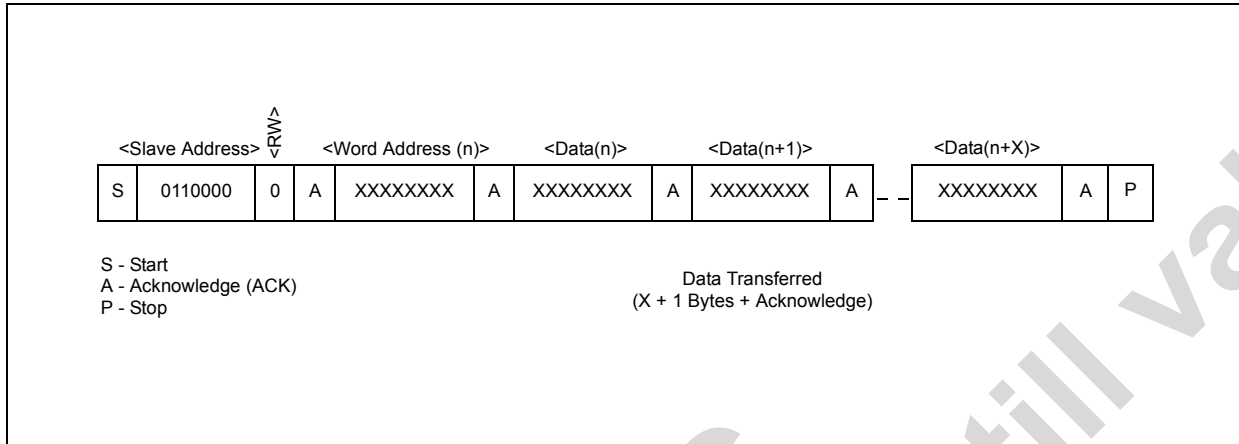 <Slave Address> <RW> <Word Address (n)> <Data(n)> <Data(n+1)> <Data(n+X)>
S 0110000 0 A XXXXXXXX A XXXXXXXX A XXXXXXXX A XXXXXXXX A P
S - Start
A - Acknowledge (ACK)
P - Stop
Data Transferred
(X + 1 Bytes + Acknowledge)
till